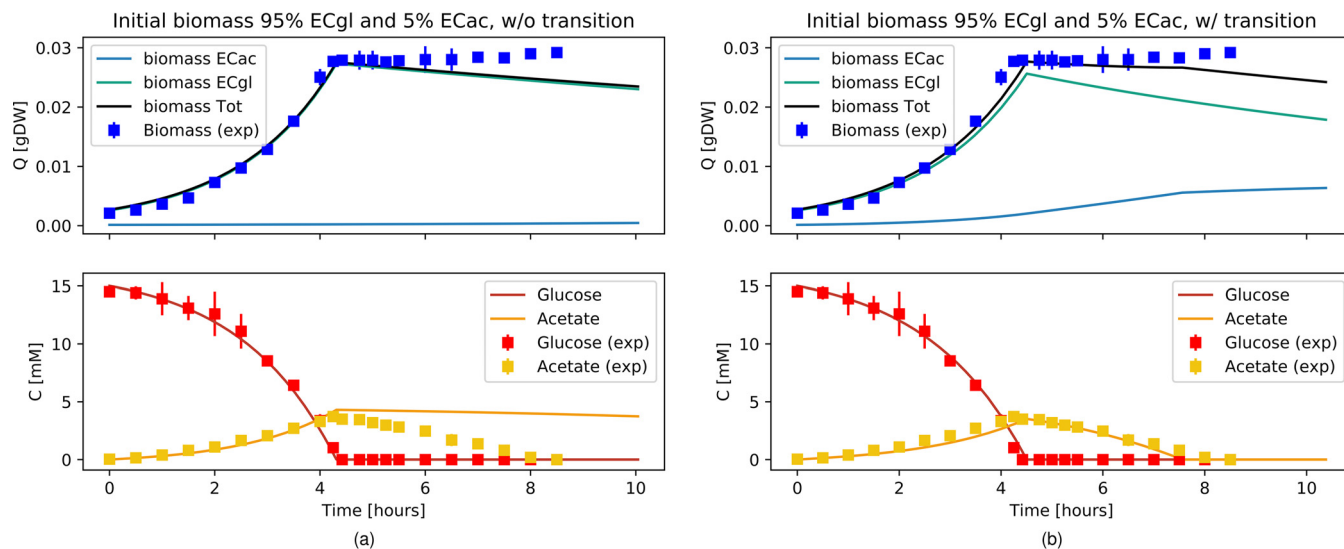 Initial biomass 95% ECgl and 5% ECac, w/o transition
0.03
0.02
0.01
0.00
Q [gDW]
biomass ECac
biomass ECgl
biomass Tot
Biomass (exp)
15
10
5
0
C [mM]
Glucose
Acetate
Glucose (exp)
Acetate (exp)
0 2 4 6 8 10
Time [hours]
(a)
Initial biomass 95% ECgl and 5% ECac, w/ transition
0.03
0.02
0.01
0.00
Q [gDW]
biomass ECac
biomass ECgl
biomass Tot
Biomass (exp)
15
10
5
0
C [mM]
Glucose
Acetate
Glucose (exp)
Acetate (exp)
0 2 4 6 8 10
Time [hours]
(b)